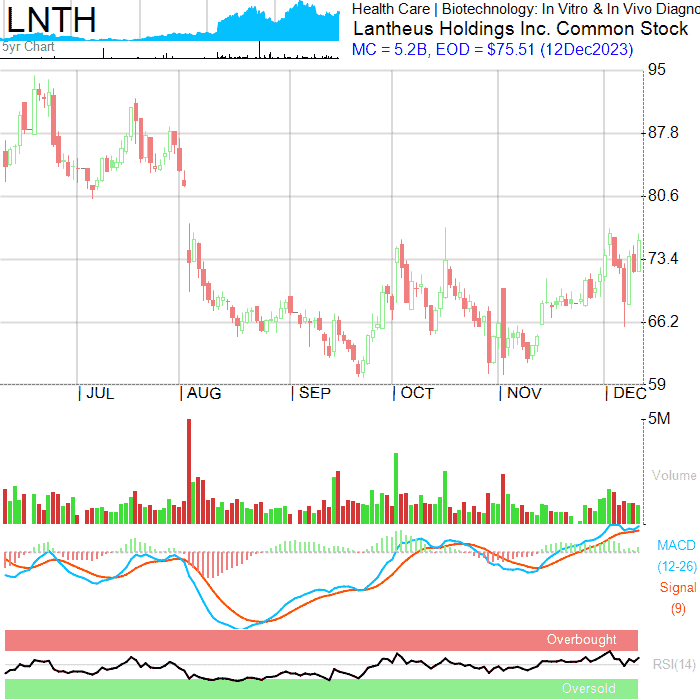 LNTH
5yr Chart
Health Care | Biotechnology: In Vitro & In Vivo Diagno
Lantheus Holdings Inc. Common Stock
MC = 5.2B, EOD = $75.51 (12Dec2023)
95
87.8
80.6
73.4
66.2
59
JUL
AUG
SEP
OCT
NOV
DEC
5M
Volume
MACD
(12-26)
Signal
(9)
Overbought
RSI(14)
Oversold